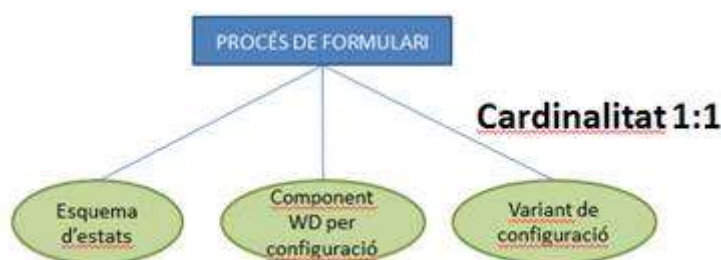 PROCÉS DE FORMULARI
Cardinalitat 1:1
Esquema
d'estats
Component
WD per
configuració
Variant de
configuració